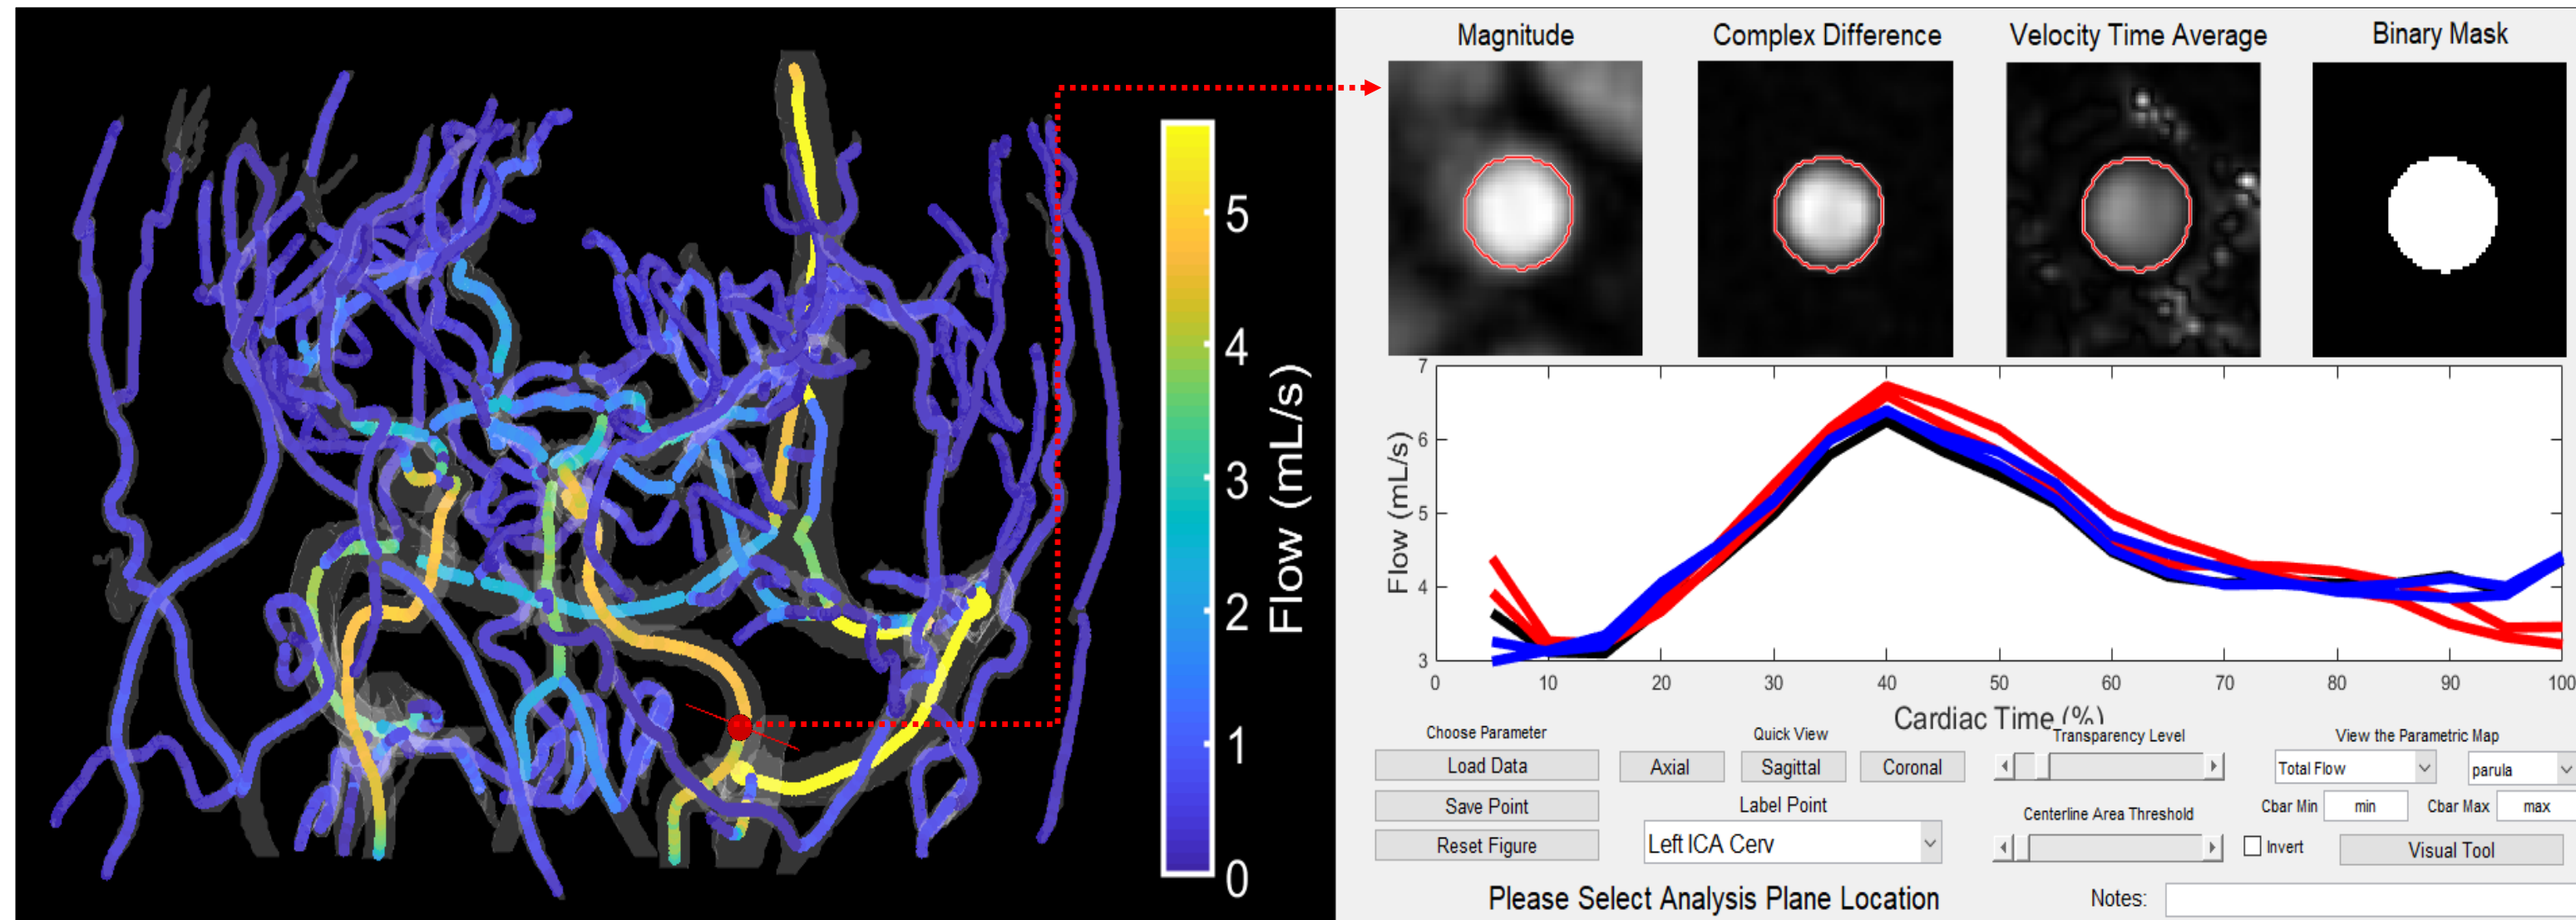 5
4
3
2
1
0
Flow (mL/s)
Magnitude
Complex Difference
Velocity Time Average
Binary Mask
7
6
5
4
3
Flow (mL/s)
0 10 20 30 40 50 60 70 80 90 100
Cardiac Time (%)
Choose Parameter
Load Data
Save Point
Reset Figure
Quick View
Axial Sagittal Coronal
Label Point
Left ICA Cerv
Transparency Level
Centerline Area Threshold
View the Parametric Map
Total Flow parula
Cbar Min min Cbar Max max
Invert Visual Tool
Please Select Analysis Plane Location
Notes: